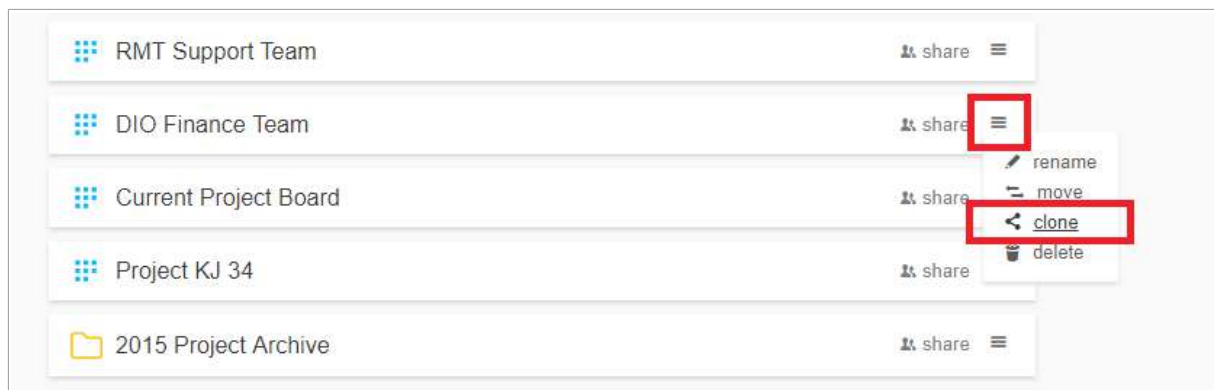 RMT Support Team share
DIO Finance Team share
rename
Current Project Board share move
clone
Project KJ 34 share delete
2015 Project Archive share